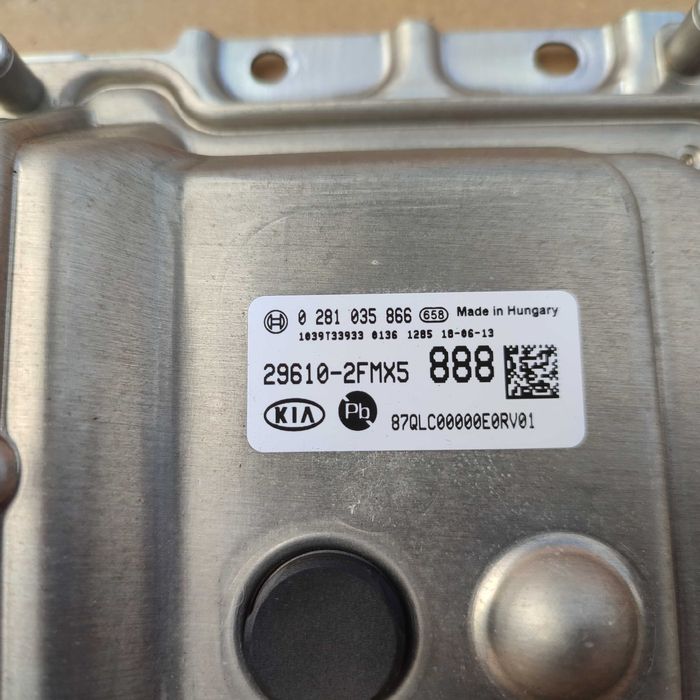 0 281 035 866 658 Made in Hungary
1039T33933 0136 1285 18-06-13
29610-2FMX5 888
KIA Pb 87QLC00000E0RV01